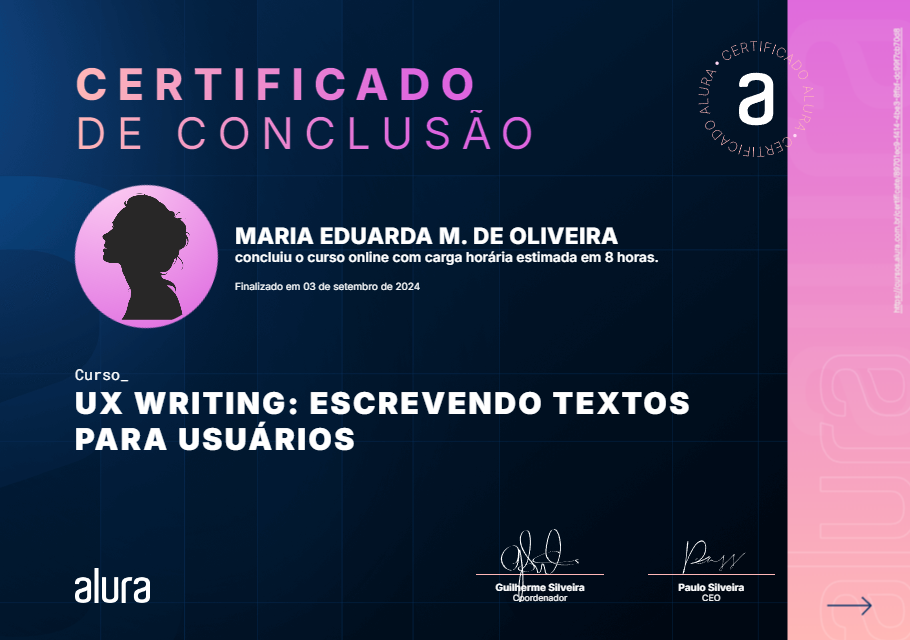 CERTIFICADO
DE CONCLUSÃO
CERTIFICADO ALURA • CERTIFICADO ALURA •
a
MARIA EDUARDA M. DE OLIVEIRA
concluiu o curso online com carga horária estimada em 8 horas.
Finalizado em 03 de setembro de 2024
Curso_
UX WRITING: ESCREVENDO TEXTOS
PARA USUÁRIOS
alura
Guilherme Silveira
Coordenador
Paulo Silveira
CEO
alura